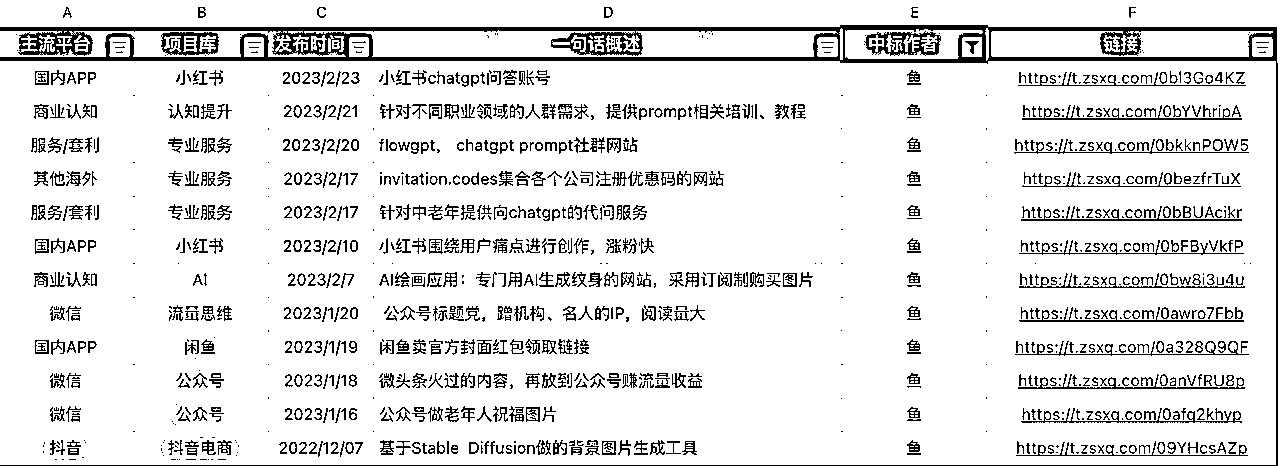 A B C D E F
主流平台 项目库 发布时间 一句话概述 中标作者 链接
国内APP 小红书 2023/2/23 小红书chatgpt问答账号 鱼 https://t.zsxq.com/0bl3Go4KZ
商业认知 认知提升 2023/2/21 针对不同职业领域的人群需求，提供prompt相关培训、教程 鱼 https://t.zsxq.com/0bYVhripA
服务/套利 专业服务 2023/2/20 flowgpt， chatgpt prompt社群网站 鱼 https://t.zsxq.com/0bkknPOW5
其他海外 专业服务 2023/2/17 invitation.codes集合各个公司注册优惠码的网站 鱼 https://t.zsxq.com/0bezfrTuX
服务/套利 专业服务 2023/2/17 针对中老年提供向chatgpt的代问服务 鱼 https://t.zsxq.com/0bBUAcikr
国内APP 小红书 2023/2/10 小红书围绕用户痛点进行创作，涨粉快 鱼 https://t.zsxq.com/0bFByVkfP
商业认知 AI 2023/2/7 AI绘画应用：专门用AI生成纹身的网站，采用订阅制购买图片 鱼 https://t.zsxq.com/0bw8i3u4u
微信 流量思维 2023/1/20 公众号标题党，蹭机构、名人的IP，阅读量大 鱼 https://t.zsxq.com/0awro7Fbb
国内APP 闲鱼 2023/1/19 闲鱼卖官方封面红包领取链接 鱼 https://t.zsxq.com/0a328Q9QF
微信 公众号 2023/1/18 微头条火过的内容，再放到公众号赚流量收益 鱼 https://t.zsxq.com/0anVfRU8p
微信 公众号 2023/1/16 公众号做老年人祝福图片 鱼 https://t.zsxq.com/0afq2khyp
抖音 抖音电商 2022/12/07 基于Stable Diffusion做的背景图片生成工具 鱼 https://t.zsxq.com/09YHcsAZp